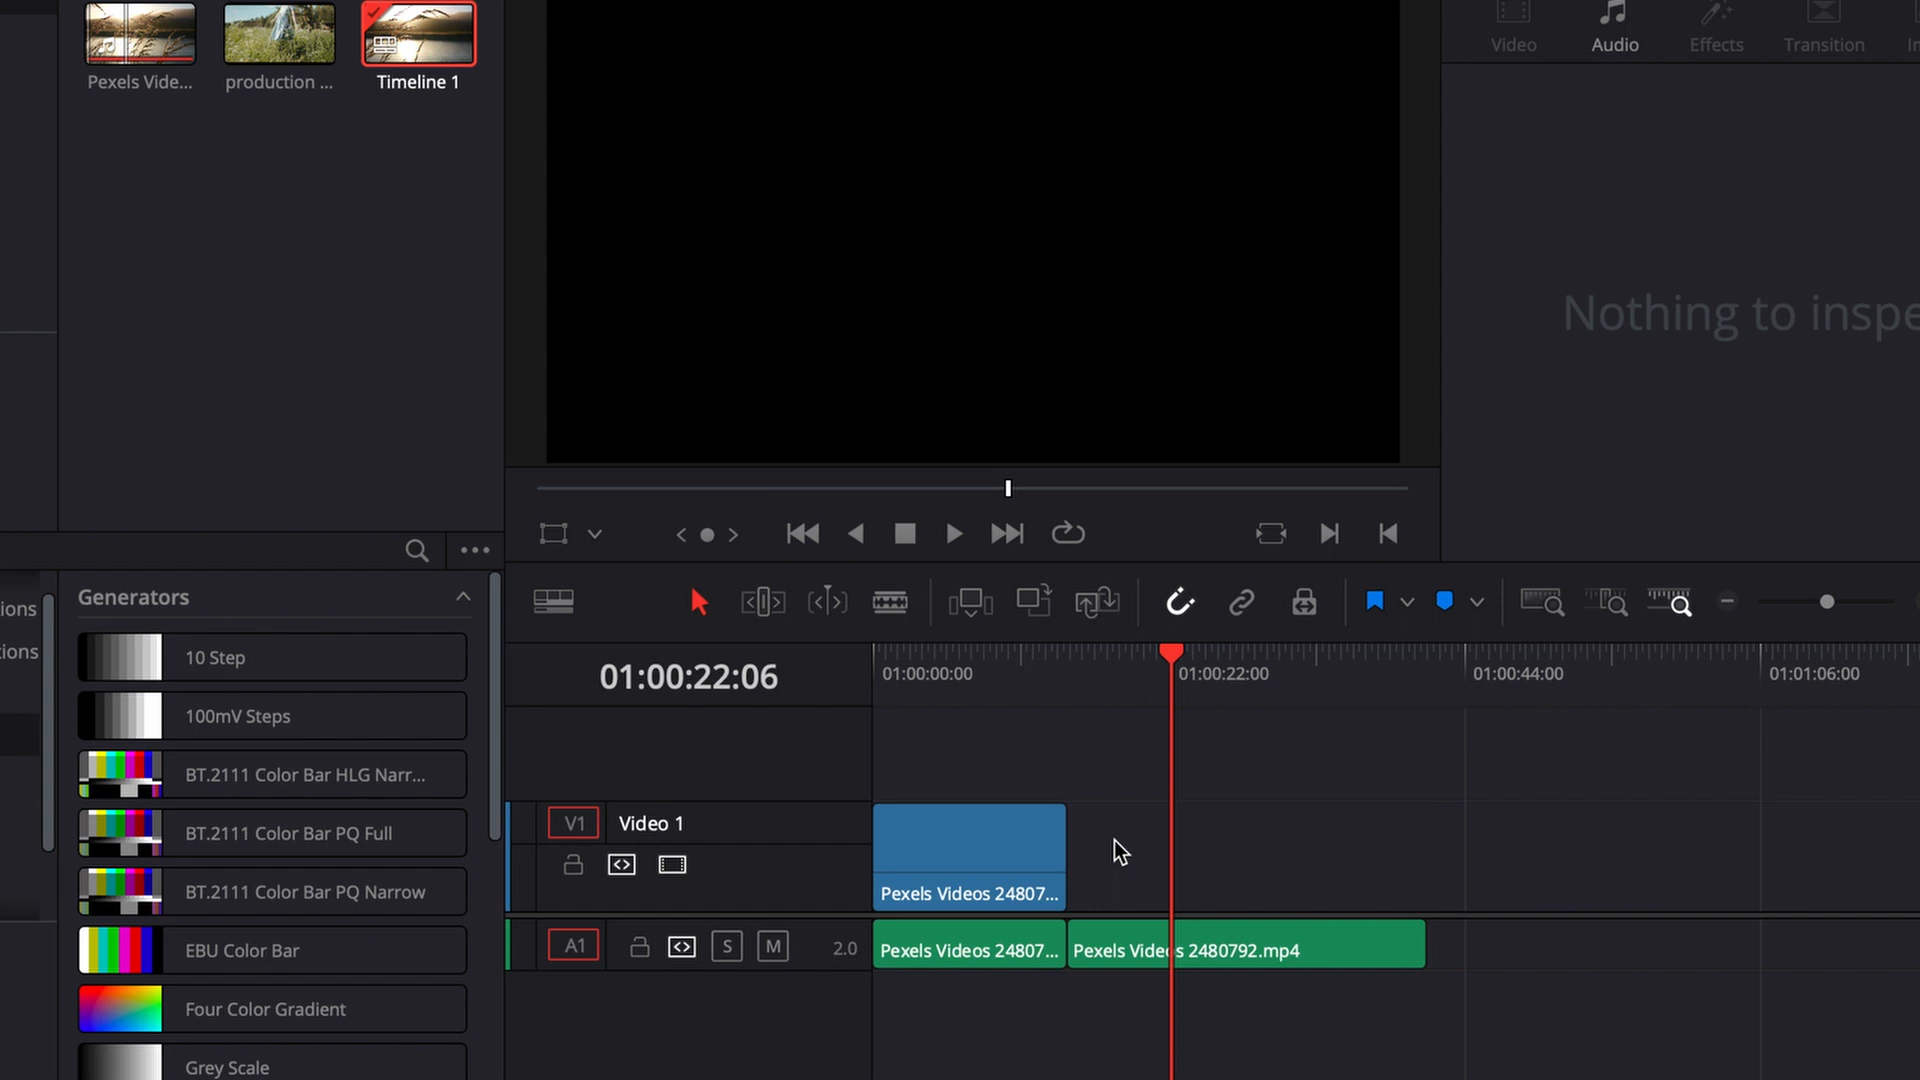 Video
Audio
Effects
Transition
Pexels Vide...
production ...
Timeline 1
Nothing to inspe
ions
tions
Generators
10 Step
100mV Steps
BT.2111 Color Bar HLG Narr...
BT.2111 Color Bar PQ Full
BT.2111 Color Bar PQ Narrow
EBU Color Bar
Four Color Gradient
Grey Scale
01:00:22:06
01:00:00:00
01:00:22:00
01:00:44:00
01:01:06:00
V1
Video 1
Pexels Videos 24807...
A1
S
M
2.0
Pexels Videos 24807...
Pexels Videos 2480792.mp4